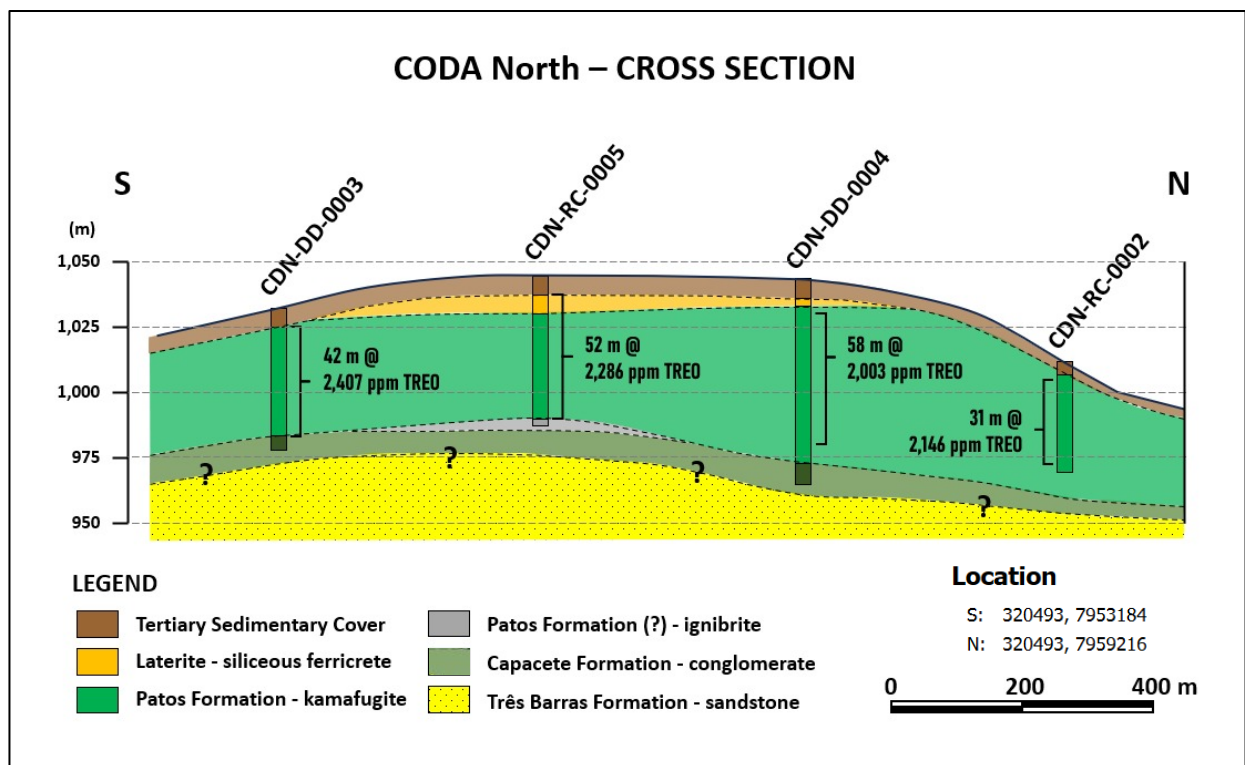 CODA North – CROSS SECTION
S
N
(m)
CDN-DD-0003
CDN-RC-0005
CDN-DD-0004
CDN-RC-0002
1,050
1,025
1,000
975
950
42 m @
2,407 ppm TREO
52 m @
2,286 ppm TREO
58 m @
2,003 ppm TREO
31 m @
2,146 ppm TREO
?
?
?
?
LEGEND
Tertiary Sedimentary Cover
Laterite - siliceous ferricrete
Patos Formation - kamafugite
Patos Formation (?) - ignibrite
Capacete Formation - conglomerate
Três Barras Formation - sandstone
Location
S: 320493, 7953184
N: 320493, 7959216
0 200 400 m